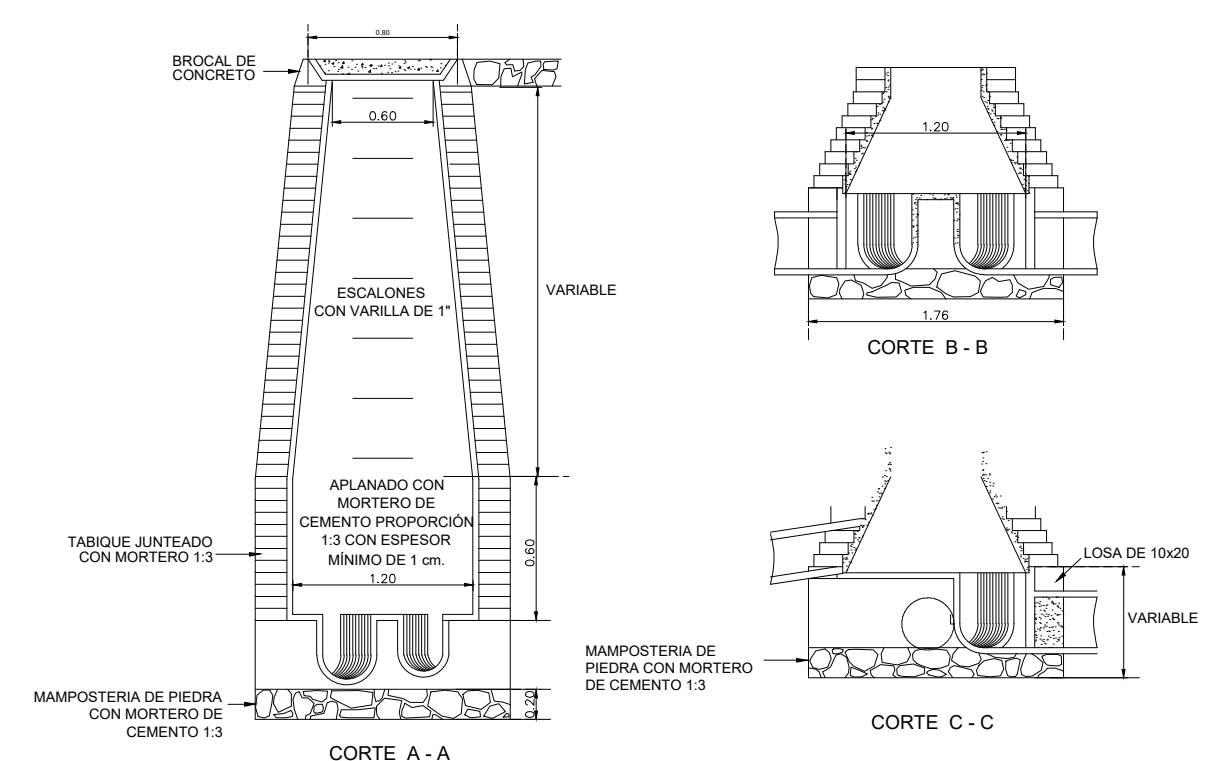 0.80
BROCAL DE
CONCRETO
0.60
ESCALONES
CON VARILLA DE 1"
VARIABLE
APLANADO CON
MORTERO DE
CEMENTO PROPORCIÓN
1:3 CON ESPESOR
MÍNIMO DE 1 cm.
1.20
0.60
TABIQUE JUNTEADO
CON MORTERO 1:3
MAMPOSTERIA DE PIEDRA
CON MORTERO DE
CEMENTO 1:3
0.20
CORTE A - A
1.20
1.76
CORTE B - B
LOSA DE 10x20
VARIABLE
MAMPOSTERIA DE
PIEDRA CON MORTERO
DE CEMENTO 1:3
CORTE C - C